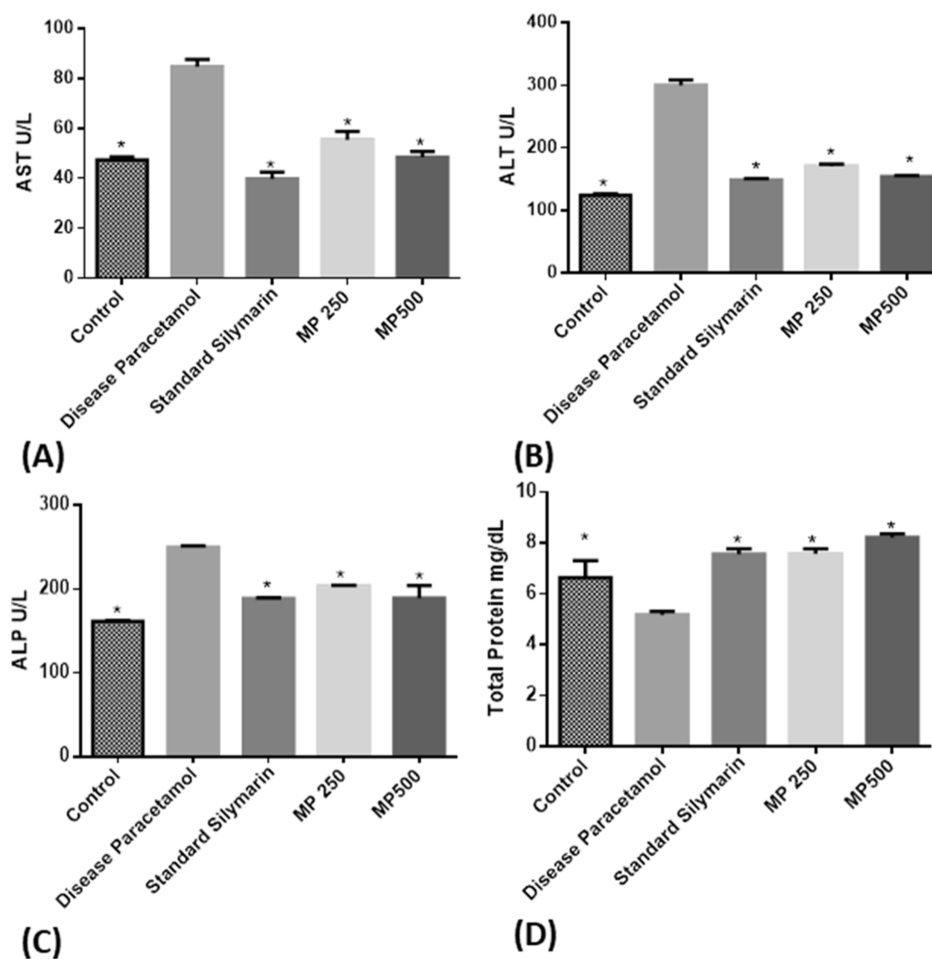 100
80
60
40
20
0
AST U/L
*
*
*
*
Control
Disease Paracetamol
Standard Silymarin
MP 250
MP500
(A)
400
300
200
100
0
ALT U/L
*
*
*
*
Control
Disease Paracetamol
Standard Silymarin
MP 250
MP500
(B)
300
200
100
0
ALP U/L
*
*
*
*
Control
Disease Paracetamol
Standard Silymarin
MP 250
MP500
(C)
10
8
6
4
2
0
Total Protein mg/dL
*
*
*
*
Control
Disease Paracetamol
Standard Silymarin
MP 250
MP500
(D)